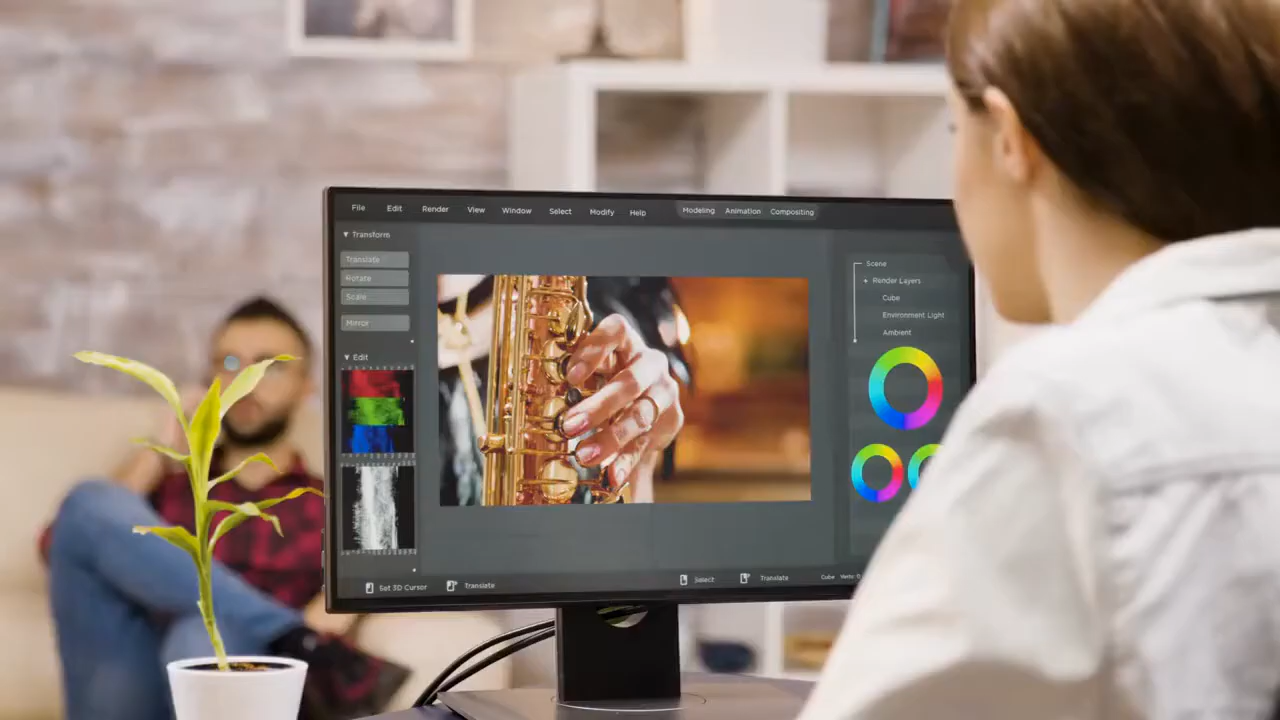 File Edit Render View Window Select Modify Help Modeling Animation Compositing
▼ Transform
Translate
Rotate
Scale
Mirror
▼ Edit
Scene
+ Render Layers
Cube
Environment Light
Ambient
Set 3D Cursor Translate Select Translate Cube